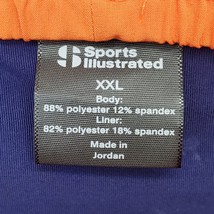 Sports
Illustrated
XXL
Body:
88% polyester 12% spandex
Liner:
82% polyester 18% spandex
Made in
Jordan